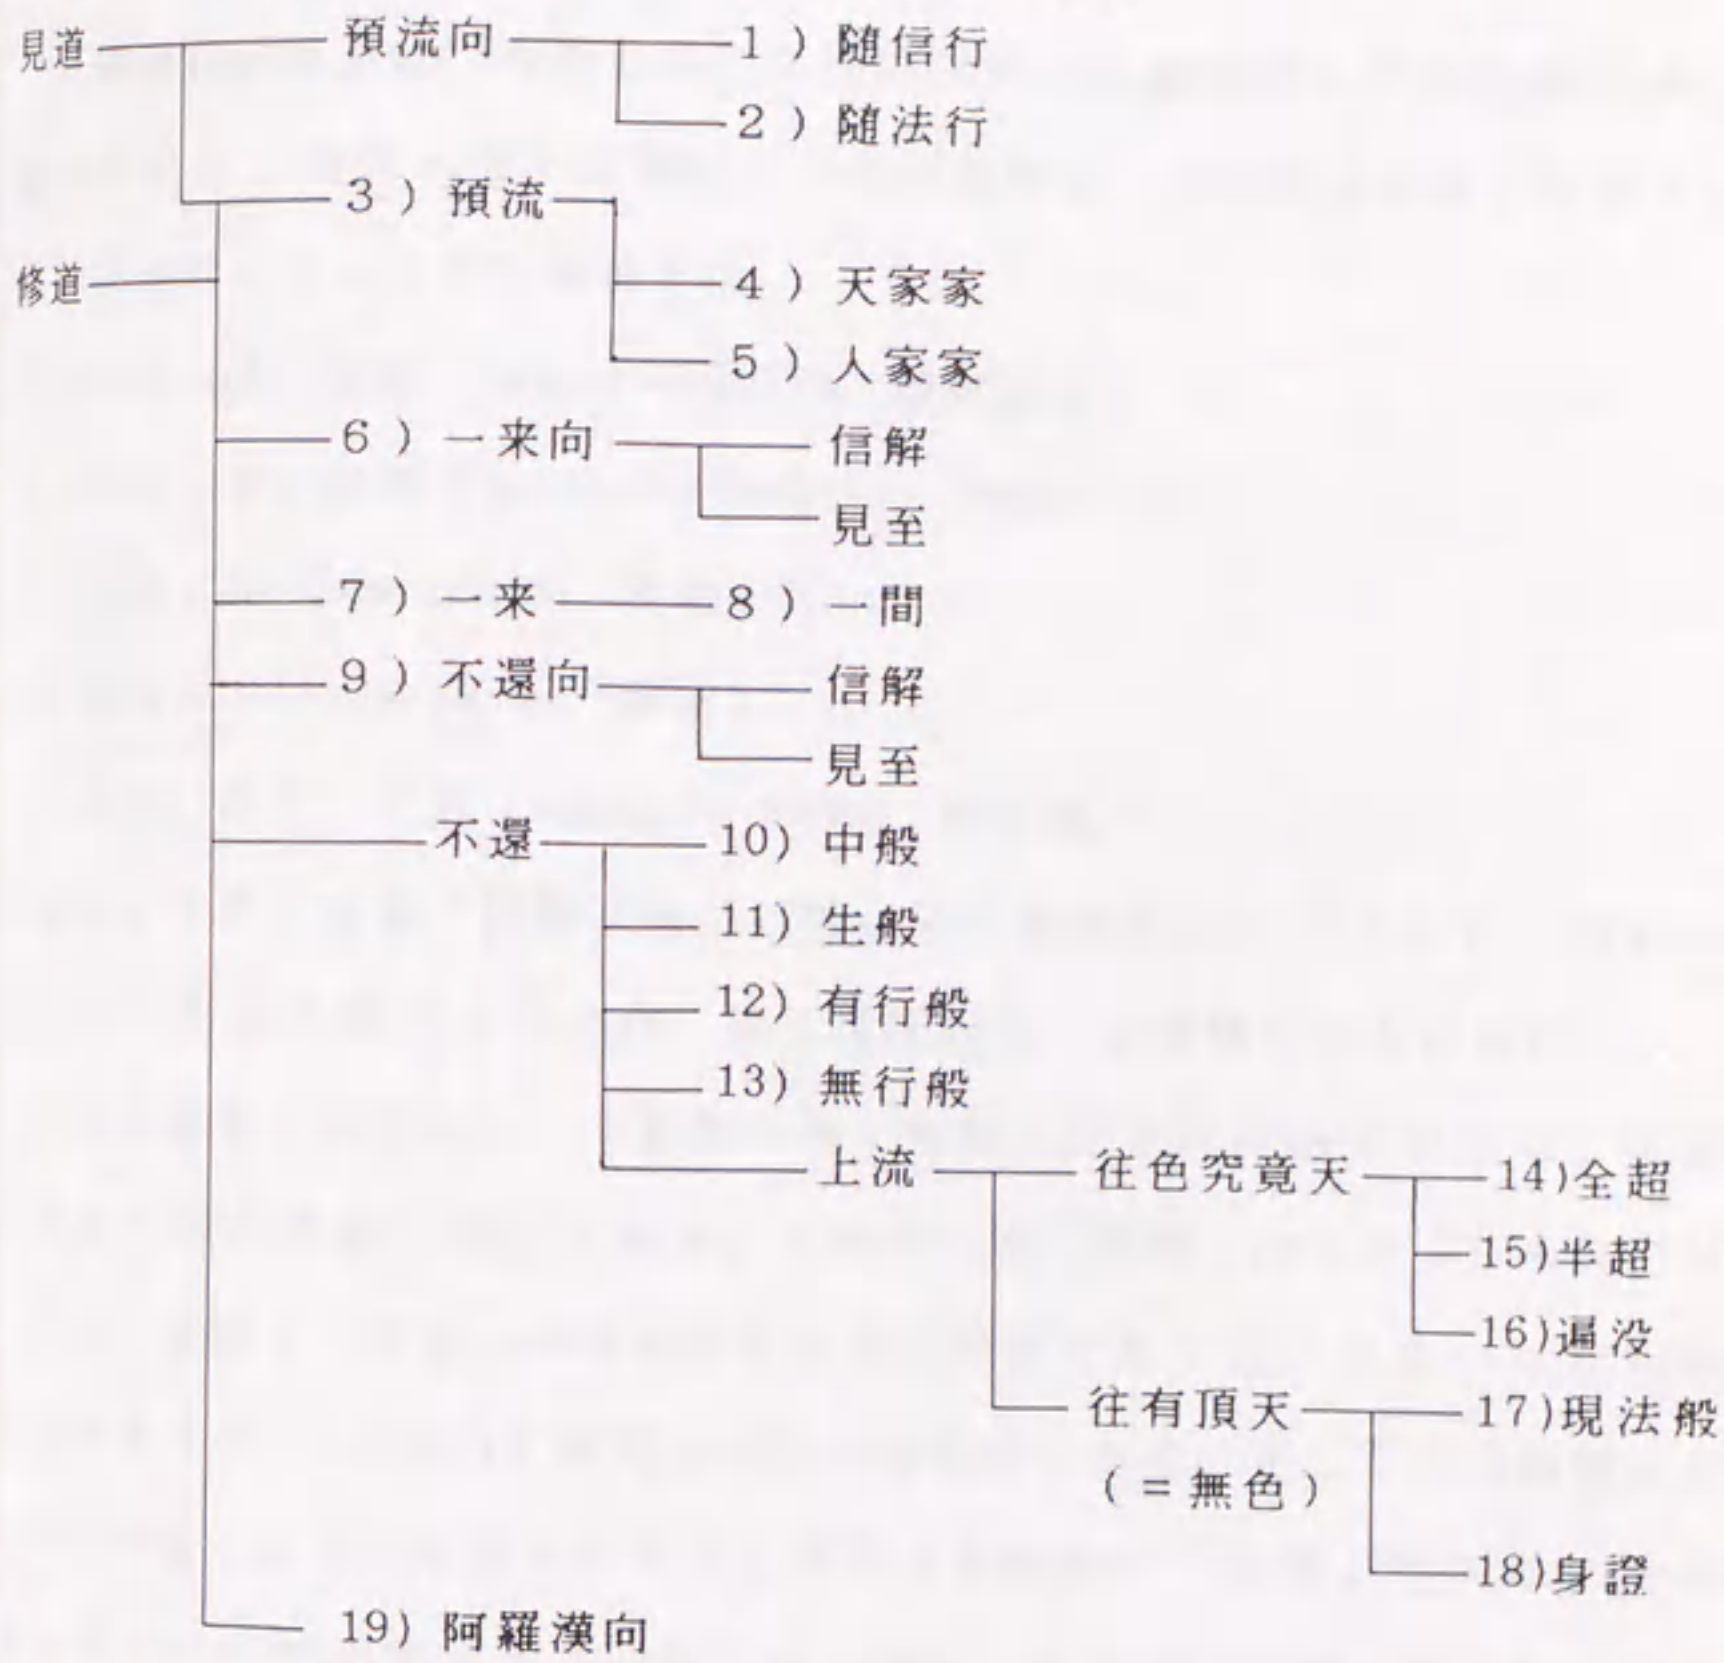 見道 預流向 1）随信行
2）随法行
3）預流
修道 4）天家家
5）人家家
6）一来向 信解
見至
7）一来 8）一間
9）不還向 信解
見至
不還 10）中般
11）生般
12）有行般
13）無行般
上流 往色究竟天 14)全超
15)半超
16)遍没
往有頂天 17)現法般
（＝無色）
18)身證
19）阿羅漢向